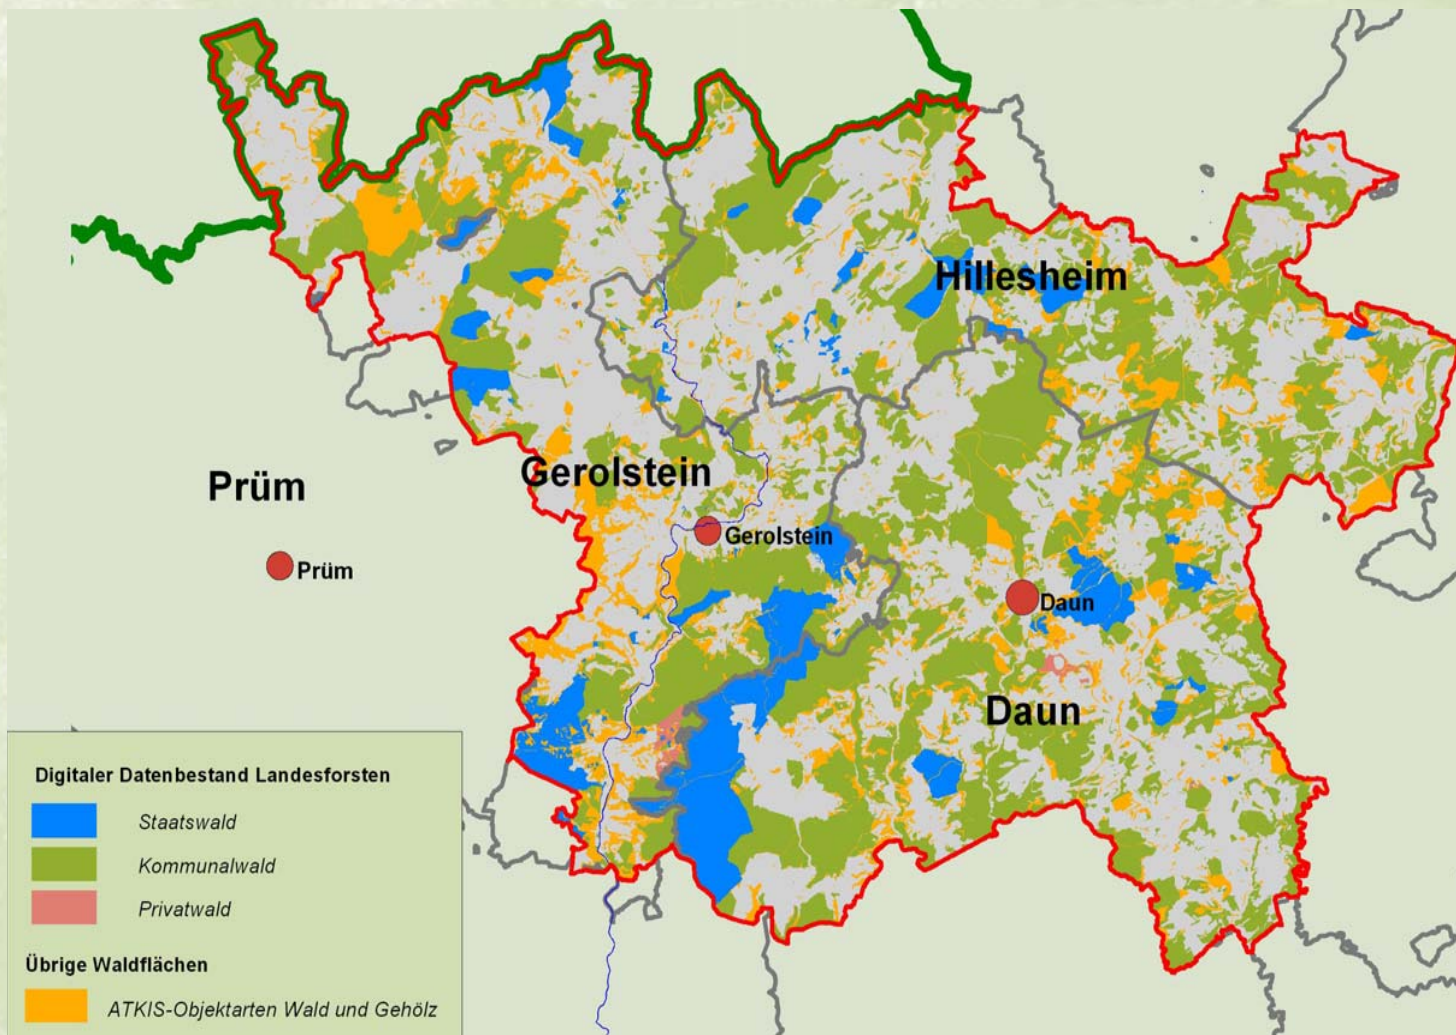 Hillesheim
Gerolstein
Prüm
Gerolstein
Prüm
Daun
Daun
Digitaler Datenbestand Landesforsten
Staatswald
Kommunalwald
Privatwald
Übrige Waldflächen
ATKIS-Objektarten Wald und Gehölz